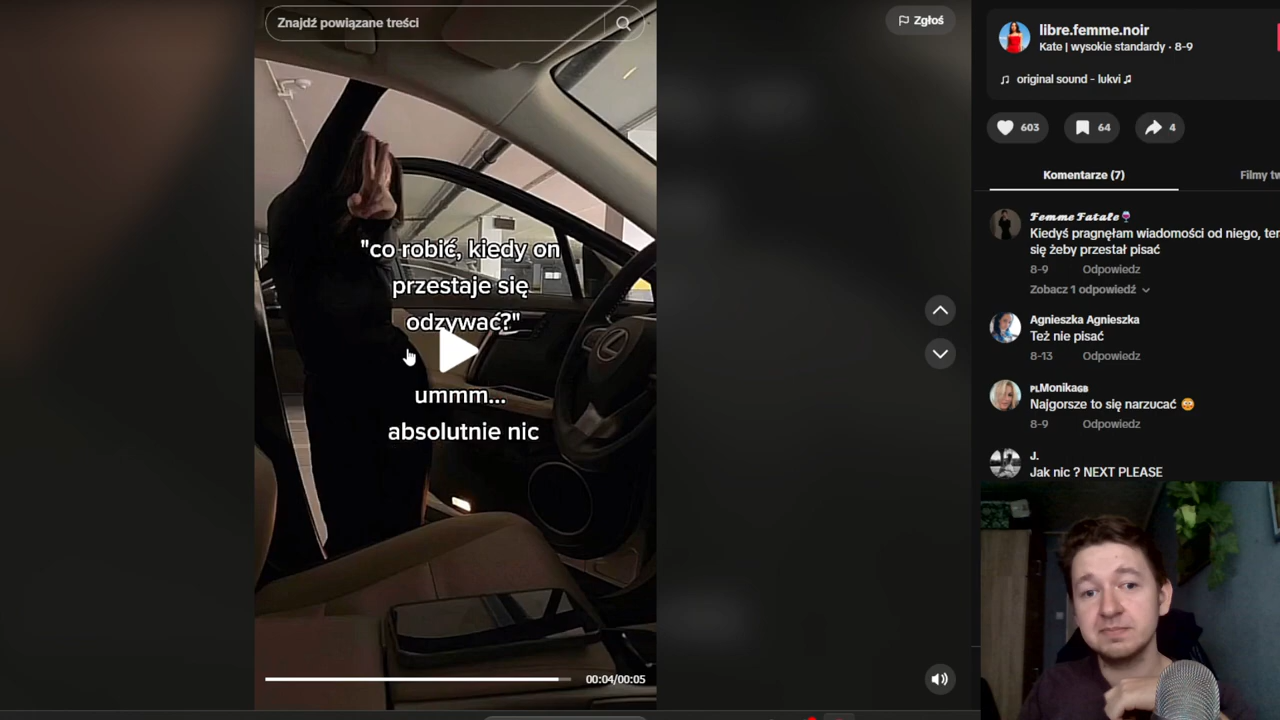 Znajdź powiązane treści
Zgłoś
"co robić, kiedy on
przestaje się
odzywać?"
ummm...
absolutnie nic
00:04/00:05
libre.femme.noir
Kate | wysokie standardy · 8-9
♫ original sound - lukvi ♫
603
64
4
Komentarze (7)
Filmy tw
𝓕𝓮𝓶𝓶𝓮 𝓕𝓪𝓽𝓪𝓵𝓮🍷
Kiedyś pragnęłam wiadomości od niego, ter
się żeby przestał pisać
8-9 Odpowiedz
Zobacz 1 odpowiedź
Agnieszka Agnieszka
Też nie pisać
8-13 Odpowiedz
ᴘʟMonikaɢʙ
Najgorsze to się narzucać 😳
8-9 Odpowiedz
J.
Jak nic ? NEXT PLEASE